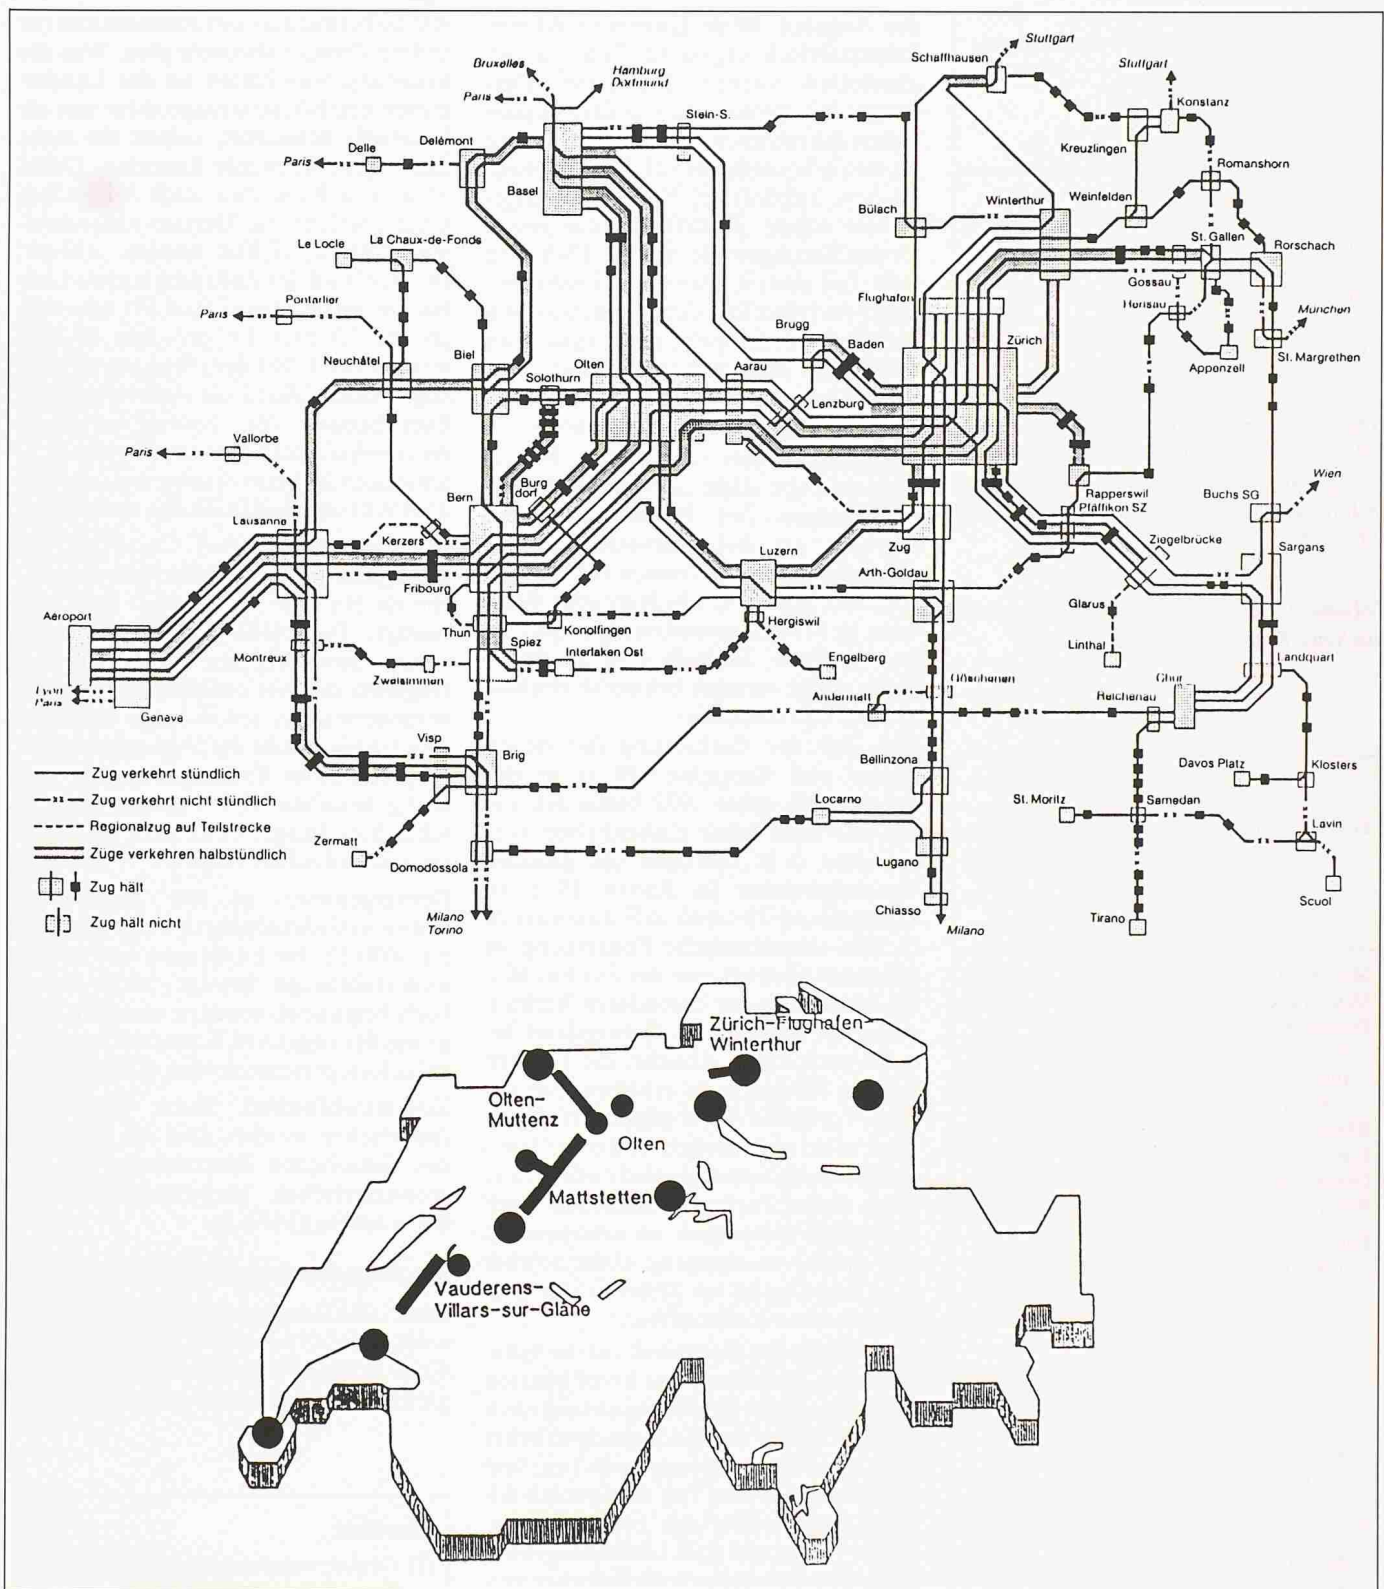 Stuttgart
Schaffhausen
Bruxelles
Hamburg
Dortmund
Stuttgart
Paris
Konstanz
Stein-S.
Delémont
Kreuzlingen
Paris
Delle
Romanshorn
Basel
Weinfelden
Bülach
Winterthur
Le Locle
La Chaux-de-Fonds
St. Gallen
Rorschach
Gossau
Pontarlier
Flughafen
Herisau
Paris
München
Brugg
Zürich
Baden
Neuchâtel
Biel
Olten
Aarau
St. Margrethen
Solothurn
Appenzell
Lenzburg
Vallorbe
Paris
Wien
Burg
dorf
Bern
Rapperswil
Buchs SG
Pfäffikon SZ
Lausanne
Kerzers
Ziegelbrücke
Zug
Luzern
Sargans
Arth-Goldau
Fribourg
Glarus
Aéroport
Thun
Konolfingen
Hergiswil
Spiez
Interlaken Ost
Linthal
Montreux
Engelberg
Landquart
Zweisimmen
Göschenen
Lyon
Paris
Andermatt
Reichenau
Chur
Genève
Visp
Brig
Bellinzona
Davos Platz
Klosters
Zug verkehrt stündlich
Zug verkehrt nicht stündlich
Locarno
St. Moritz
Samedan
Regionalzug auf Teilstrecke
Lavin
Zermatt
Züge verkehren halbstündlich
Domodossola
Lugano
Zug hält
Scuol
Chiasso
Zug hält nicht
Milano
Torino
Milano
Tirano
Zürich-Flughafen-
Winterthur
Olten-
Muttenz
Olten
Mattstetten
Vauderens-
Villars-sur-Glâne